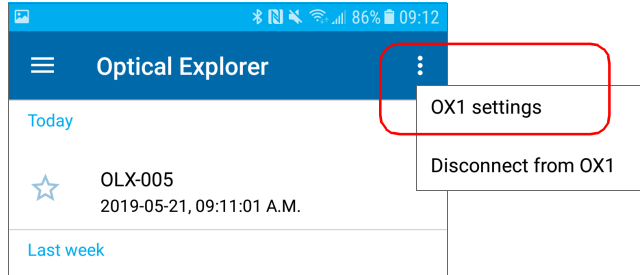 86% 09:12
Optical Explorer
OX1 settings
Today
Disconnect from OX1
OLX-005
2019-05-21, 09:11:01 A.M.
Last week